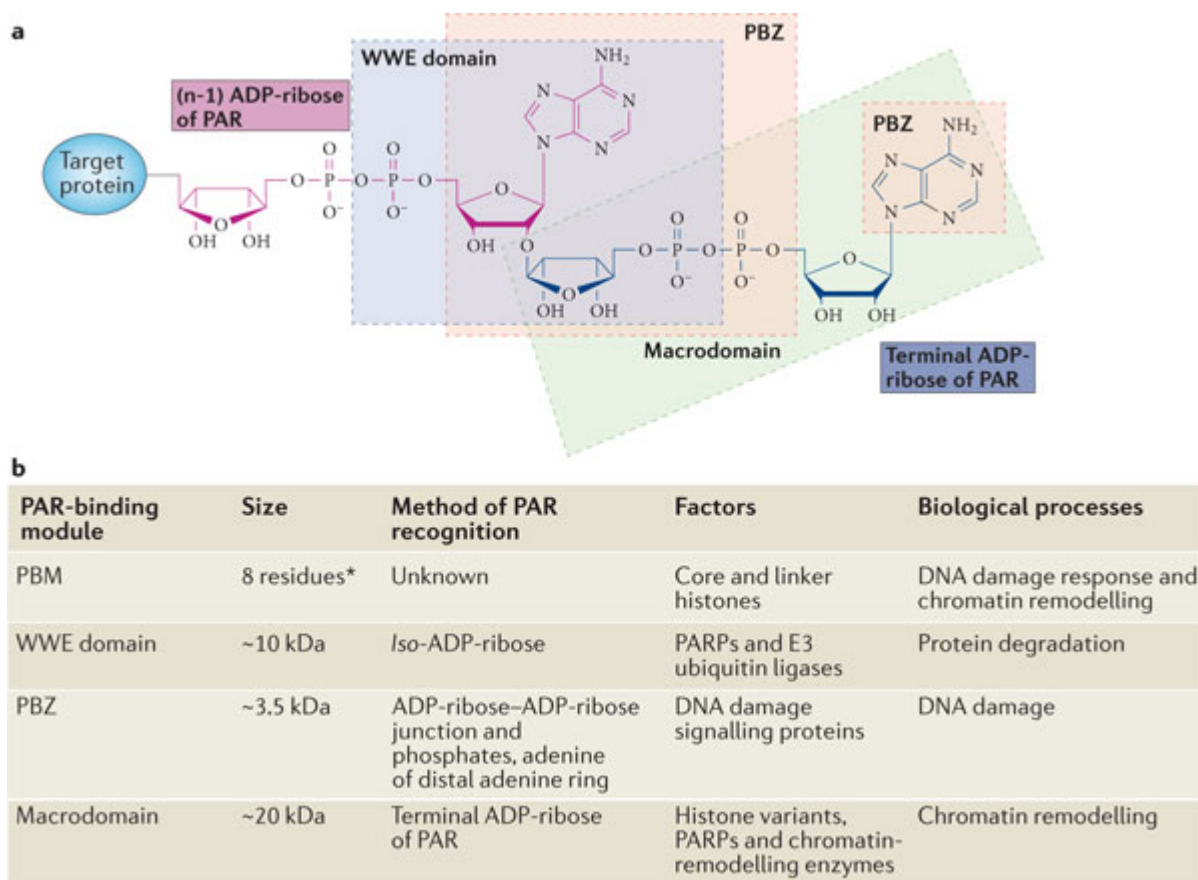 a
PBZ
WWE domain
(n-1) ADP-ribose
of PAR
Target
protein
NH₂
N
N
N
N
PBZ
NH₂
N
N
N
N
O
O
O
P
O
P
O
O⁻
O⁻
O
OH
OH
O
OH
O
O
O
O
P
O
P
O
O⁻
O⁻
O
OH
OH
O
OH
OH
Macrodomain
Terminal ADP-
ribose of PAR
b
PAR-binding
module
Size
Method of PAR
recognition
Factors
Biological processes
PBM
8 residues*
Unknown
Core and linker
histones
DNA damage response and
chromatin remodelling
WWE domain
~10 kDa
Iso-ADP-ribose
PARPs and E3
ubiquitin ligases
Protein degradation
PBZ
~3.5 kDa
ADP-ribose–ADP-ribose
junction and
phosphates, adenine
of distal adenine ring
DNA damage
signalling proteins
DNA damage
Macrodomain
~20 kDa
Terminal ADP-ribose
of PAR
Histone variants,
PARPs and chromatin-
remodelling enzymes
Chromatin remodelling